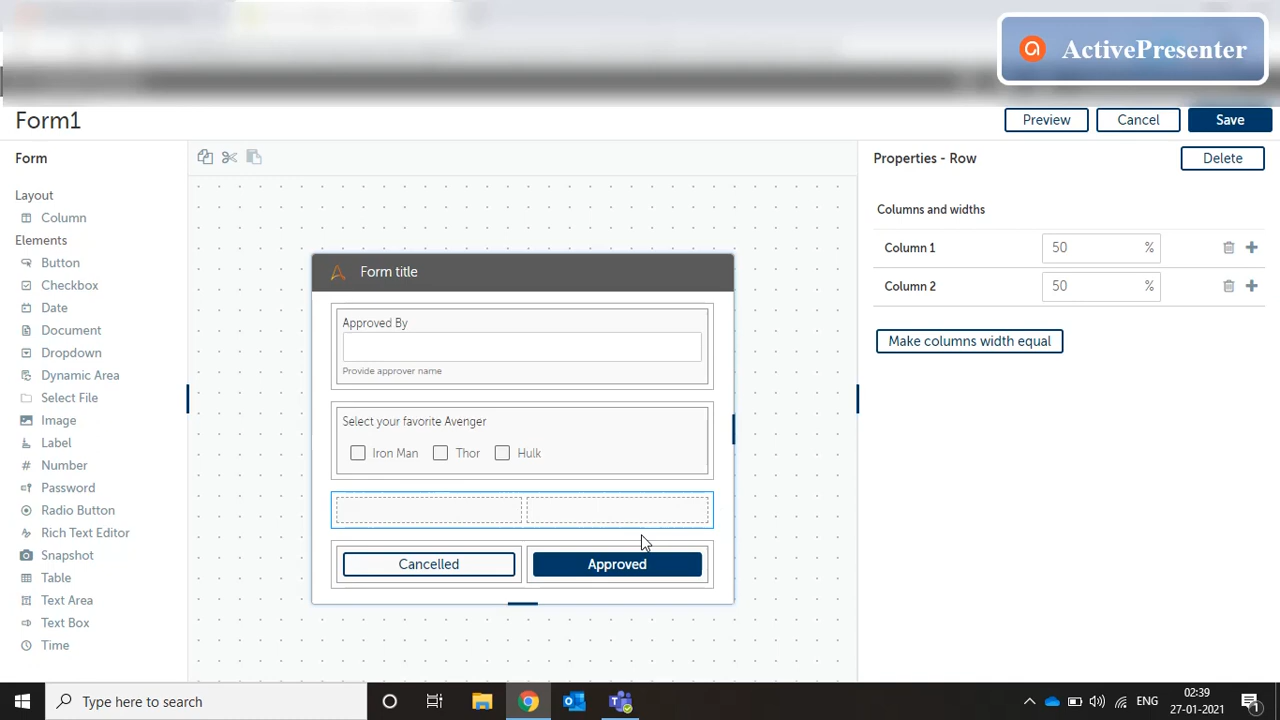 ActivePresenter
Form1
Preview
Cancel
Save
Form
Properties - Row
Delete
Layout
Column
Elements
Button
Checkbox
Date
Document
Dropdown
Dynamic Area
Select File
Image
Label
Number
Password
Radio Button
Rich Text Editor
Snapshot
Table
Text Area
Text Box
Time
Form title
Approved By
Provide approver name
Select your favorite Avenger
Iron Man
Thor
Hulk
Cancelled
Approved
Columns and widths
Column 1
50
%
Column 2
50
%
Make columns width equal
Type here to search
ENG
02:39
27-01-2021
1